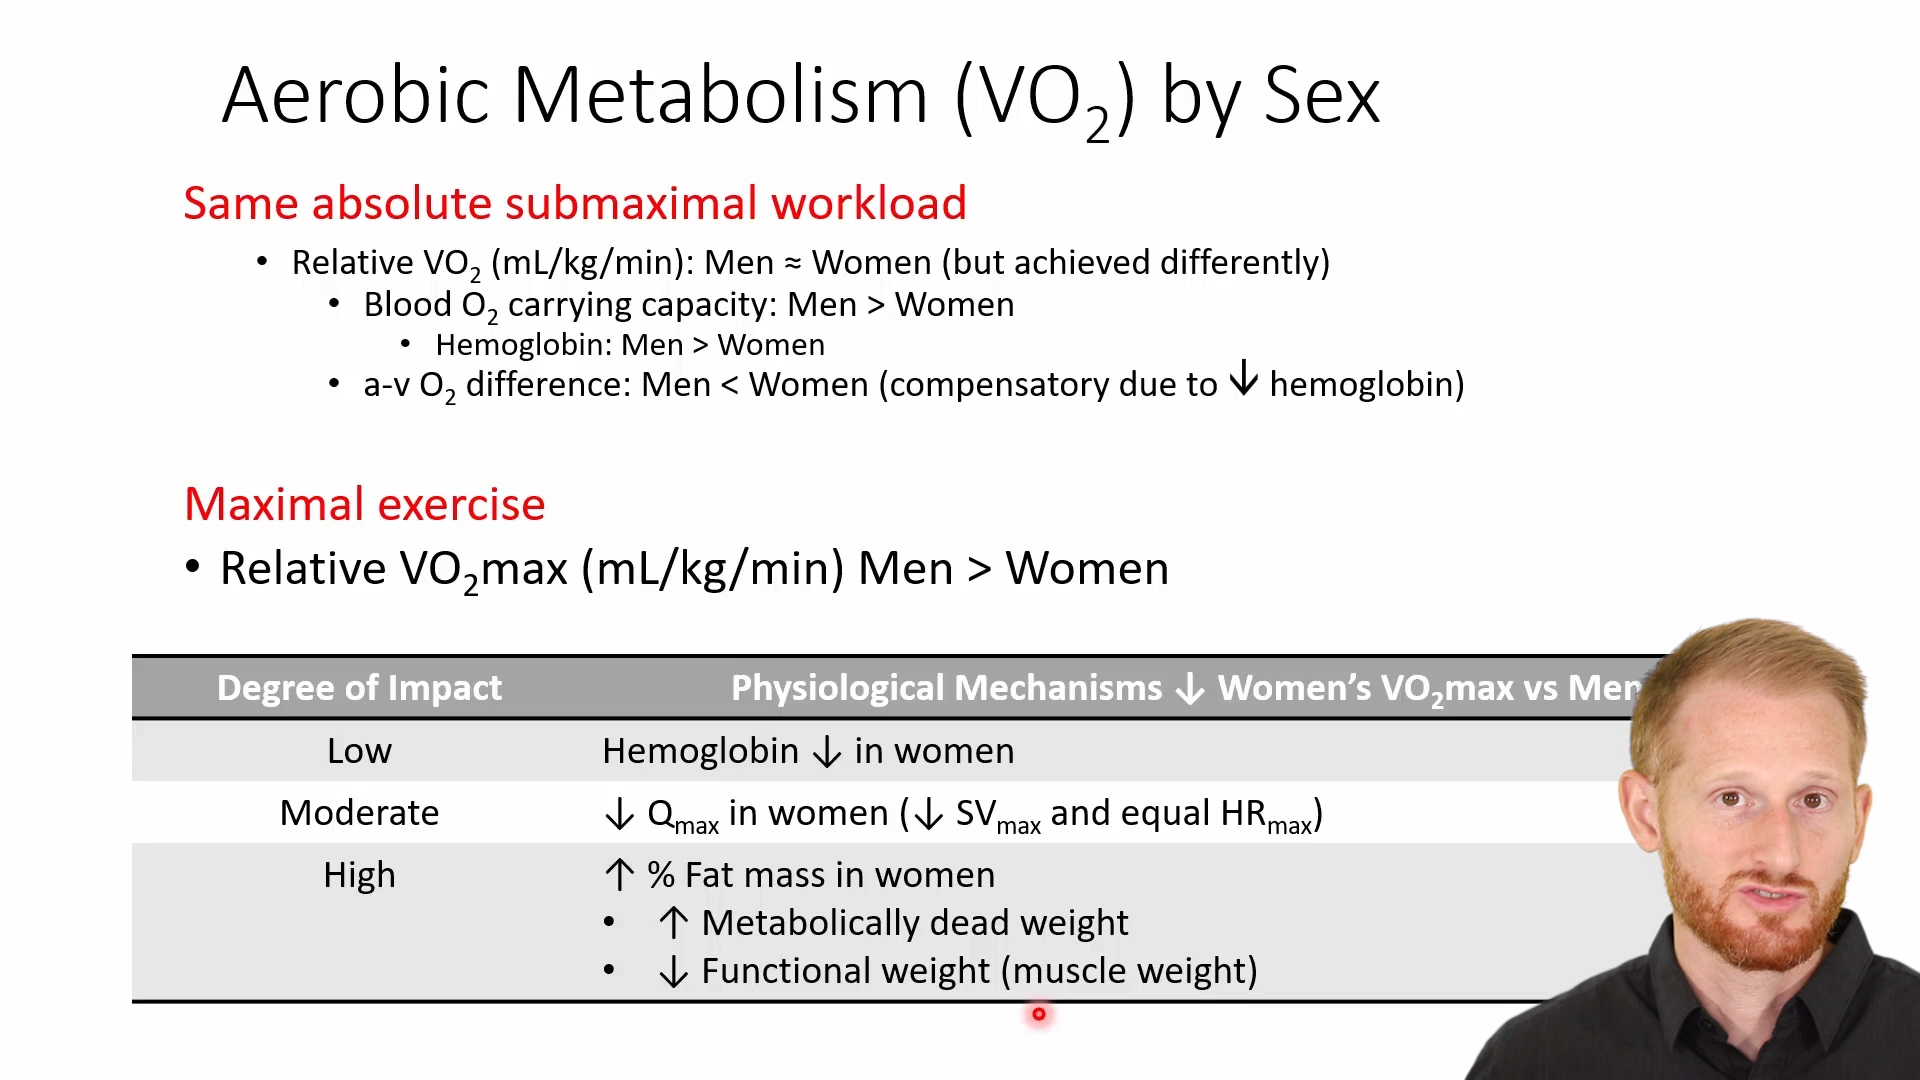 Aerobic Metabolism (VO₂) by Sex
Same absolute submaximal workload
• Relative VO₂ (mL/kg/min): Men ≈ Women (but achieved differently)
• Blood O₂ carrying capacity: Men > Women
• Hemoglobin: Men > Women
• a-v O₂ difference: Men < Women (compensatory due to ↓ hemoglobin)
Maximal exercise
• Relative VO₂max (mL/kg/min) Men > Women
Degree of Impact Physiological Mechanisms ↓ Women’s VO₂max vs Men
Low Hemoglobin ↓ in women
Moderate ↓ Qmax in women (↓ SVmax and equal HRmax)
High ↑ % Fat mass in women
• ↑ Metabolically dead weight
• ↓ Functional weight (muscle weight)